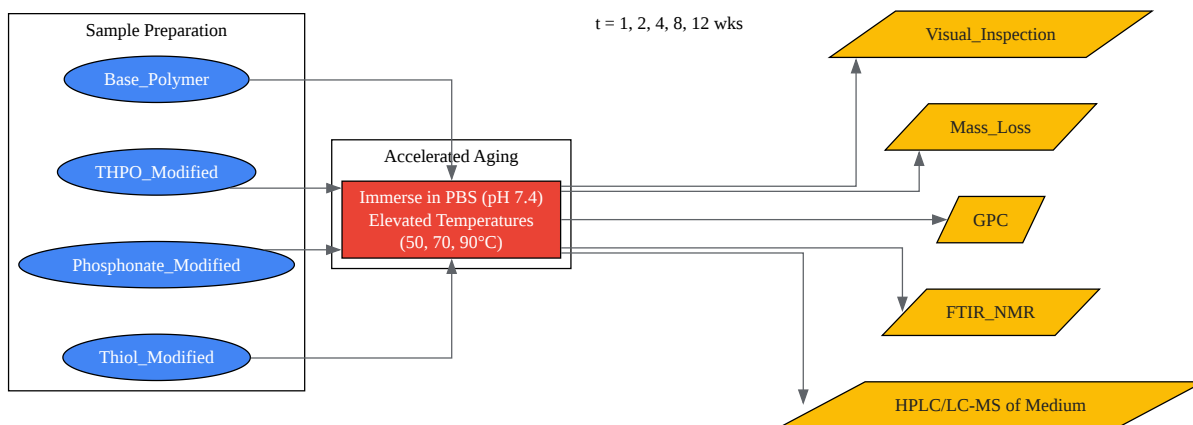 Sample Preparation
Base_Polymer
THPO_Modified
Phosphonate_Modified
Thiol_Modified
Accelerated Aging
Immerse in PBS (pH 7.4)
Elevated Temperatures
(50, 70, 90°C)
t = 1, 2, 4, 8, 12 wks
Visual_Inspection
Mass_Loss
GPC
FTIR_NMR
HPLC/LC-MS of Medium